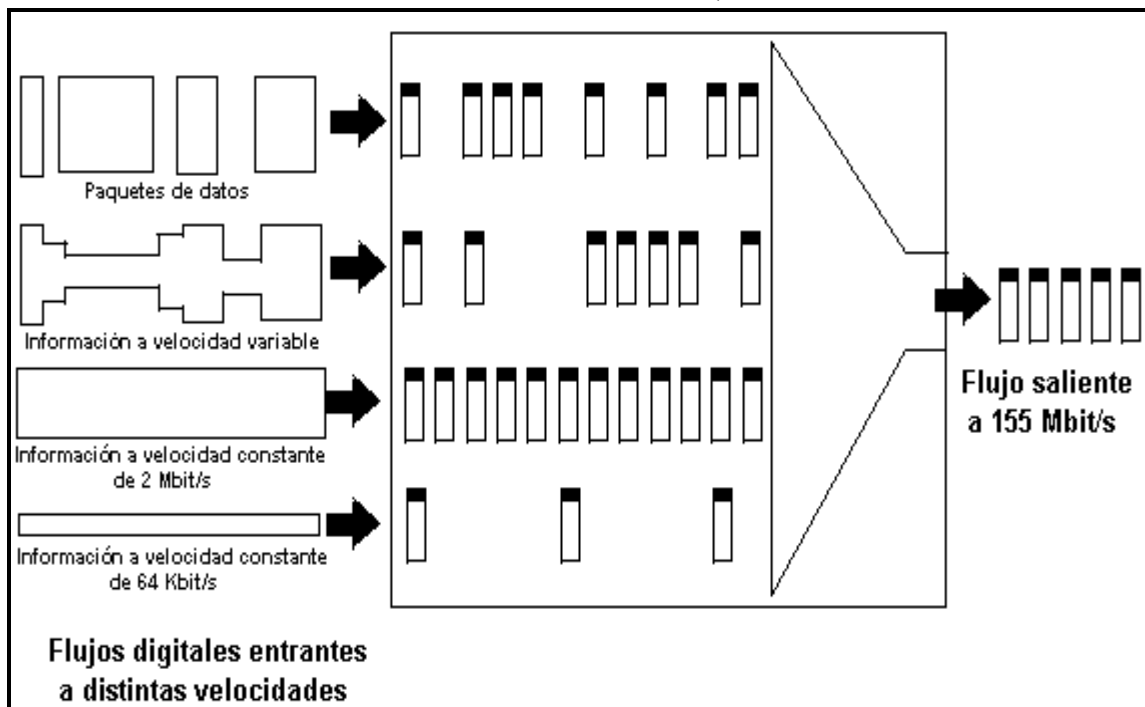 Paquetes de datos
Información a velocidad variable
Información a velocidad constante
de 2 Mbit/s
Información a velocidad constante
de 64 Kbit/s
Flujos digitales entrantes
a distintas velocidades
Flujo saliente
a 155 Mbit/s